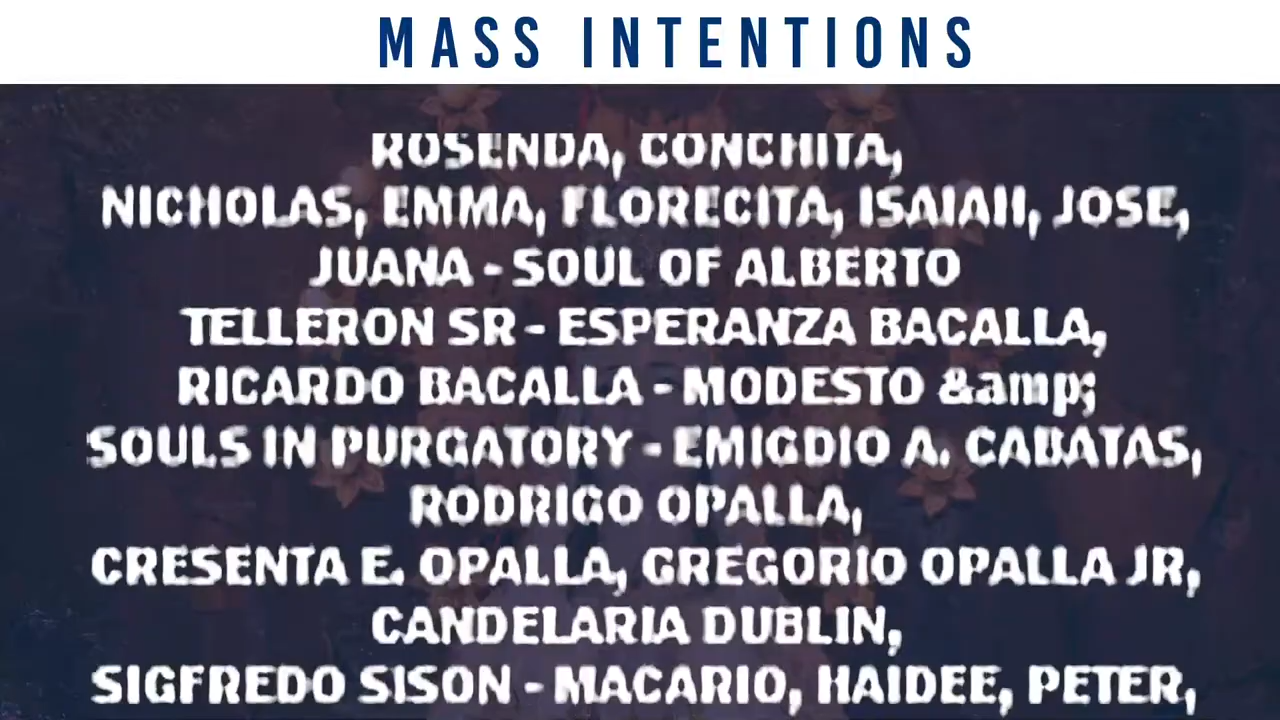 MASS INTENTIONS
ROSENDA, CONCHITA,
NICHOLAS, EMMA, FLORECITA, ISAIAH, JOSE,
JUANA - SOUL OF ALBERTO
TELLERON SR - ESPERANZA BACALLA,
RICARDO BACALLA - MODESTO &amp;
SOULS IN PURGATORY - EMIGDIO A. CABATAS,
RODRIGO OPALLA,
CRESENTA E. OPALLA, GREGORIO OPALLA JR,
CANDELARIA DUBLIN,
SIGFREDO SISON - MACARIO, HAIDEE, PETER,